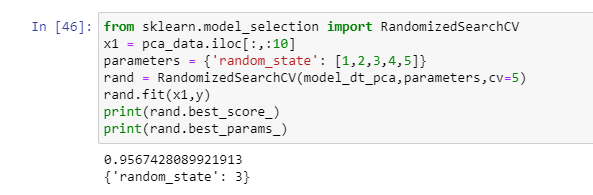 In [46]: from sklearn.model_selection import RandomizedSearchCV
x1 = pca_data.iloc[:,:10]
parameters = {'random_state': [1,2,3,4,5]}
rand = RandomizedSearchCV(model_dt_pca,parameters,cv=5)
rand.fit(x1,y)
print(rand.best_score_)
print(rand.best_params_)
0.9567428089921913
{'random_state': 3}